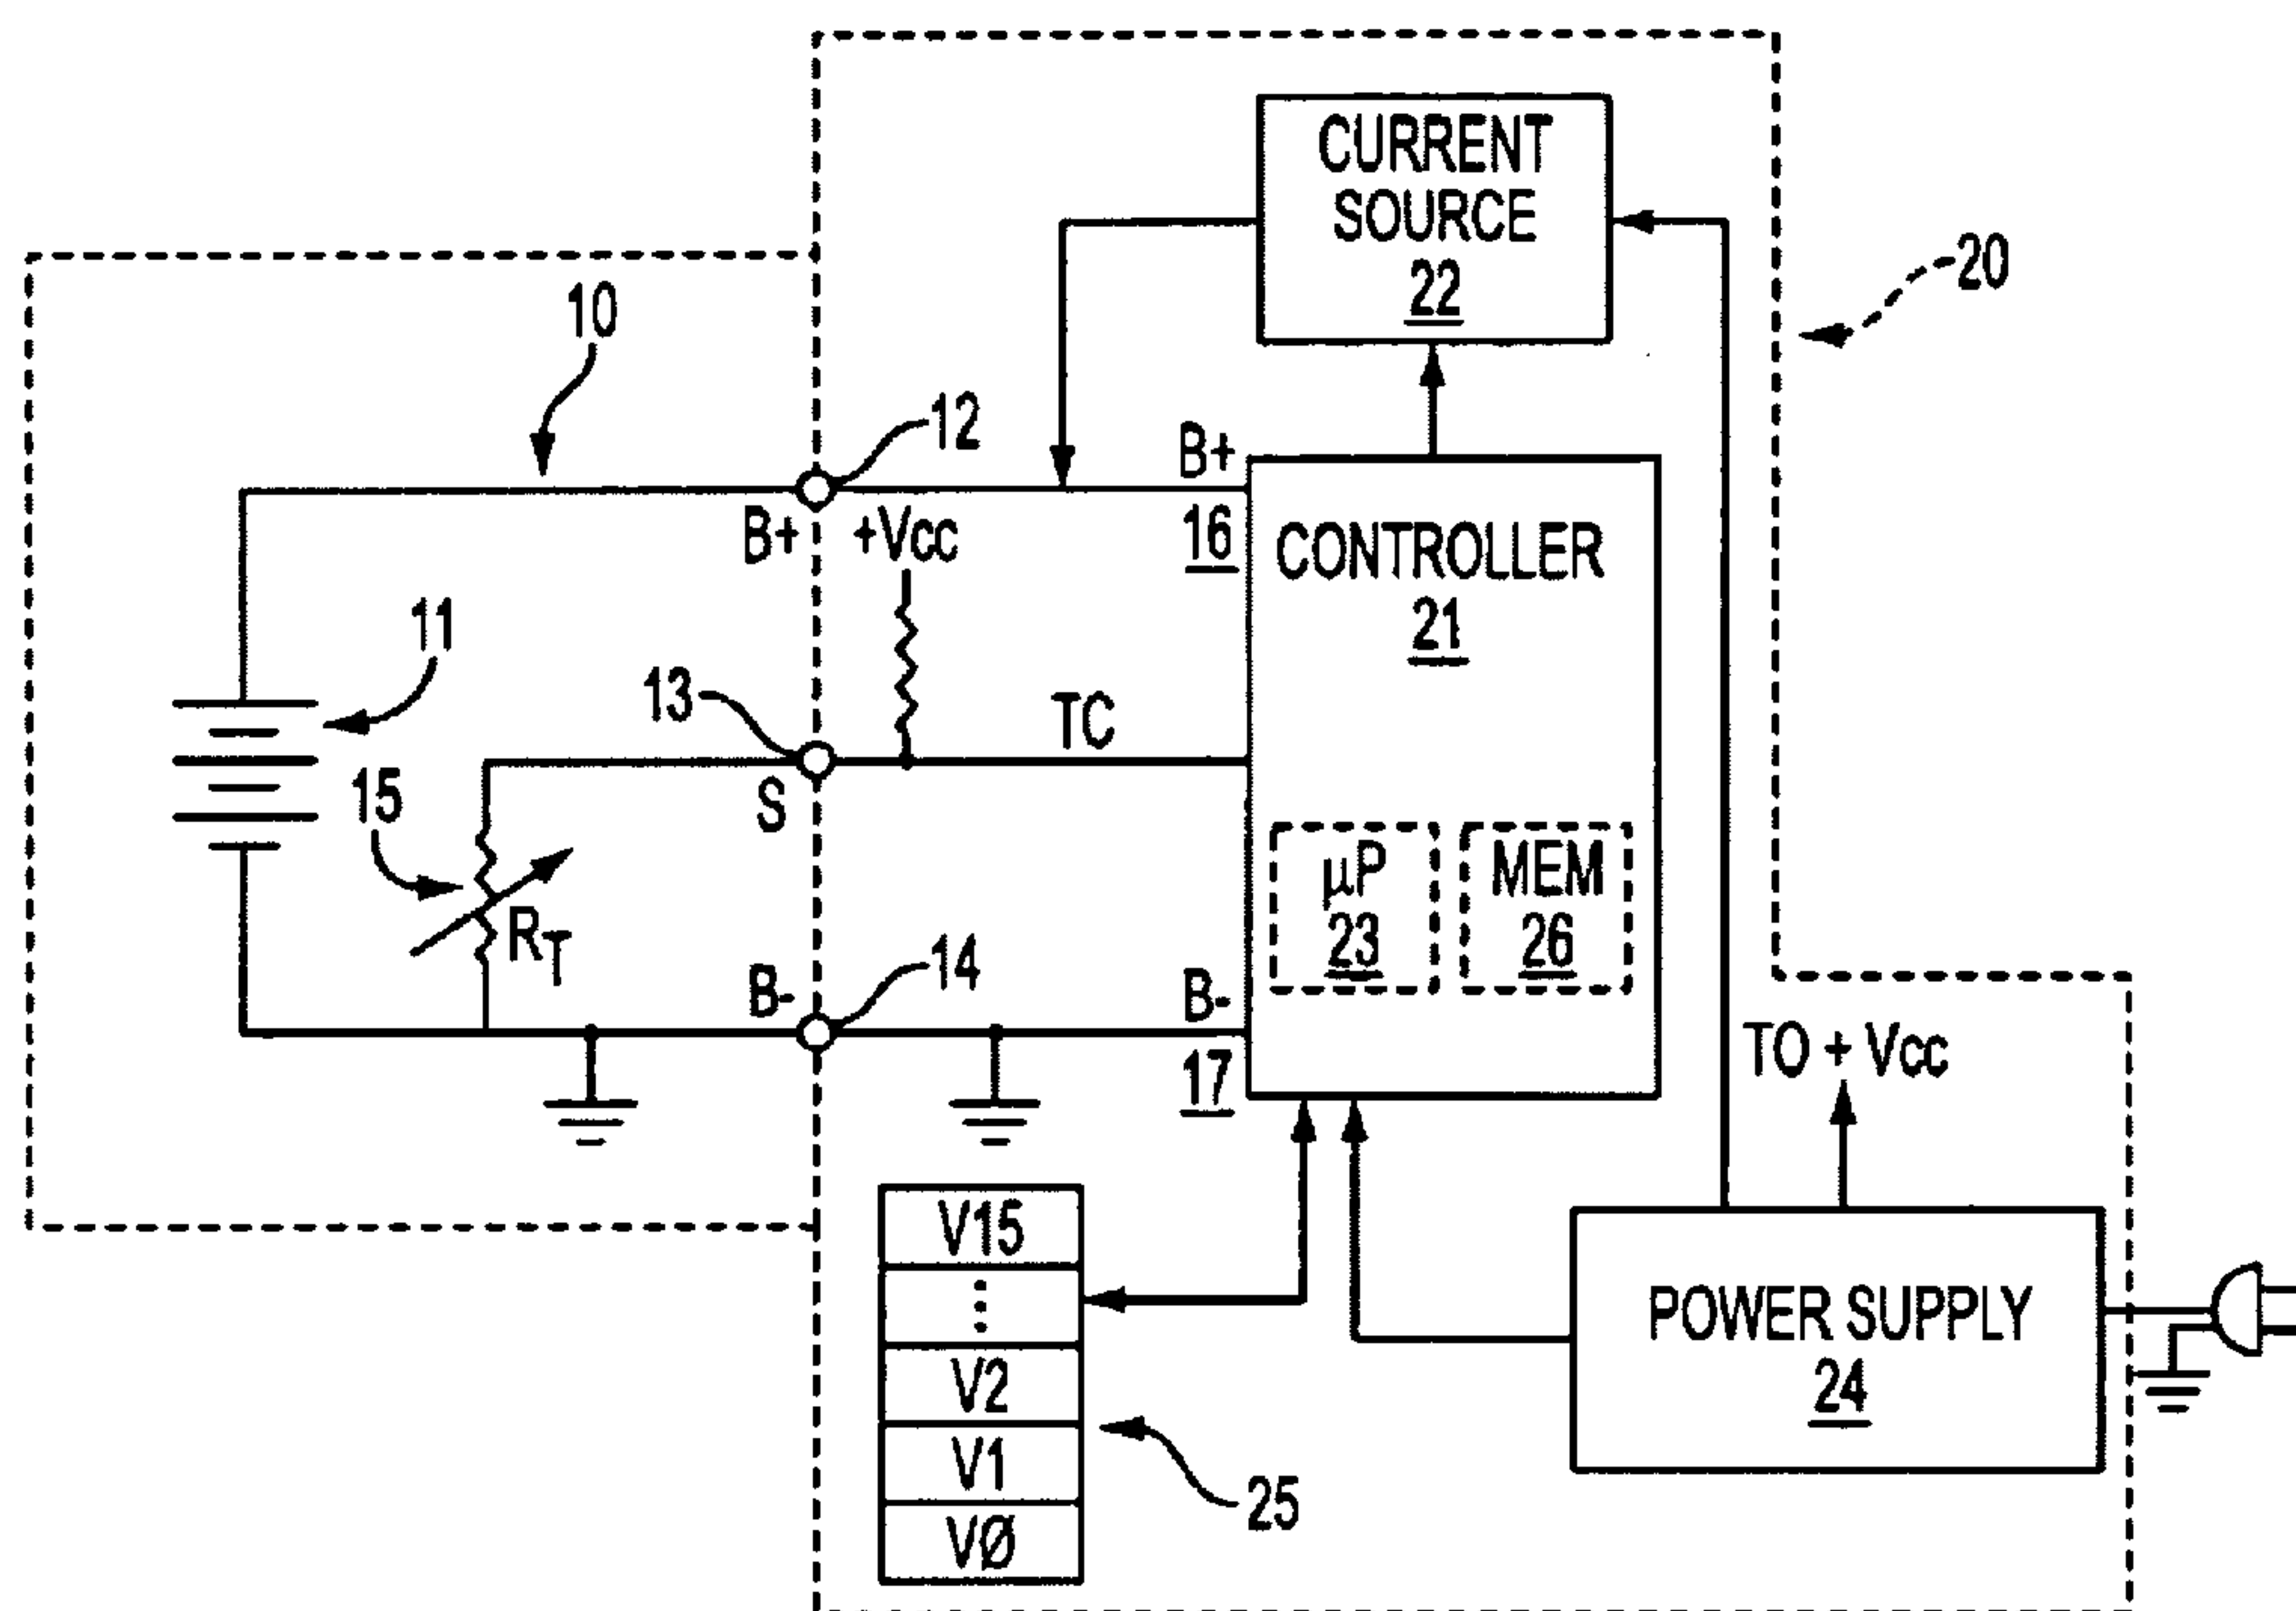 CURRENT
SOURCE
22
20
10
12
B+
B+
+Vcc
16
CONTROLLER
21
11
13
TC
S
15
RT
µP
23
MEM
26
B-
14
B-
17
TO + Vcc
V15
V2
V1
VØ
25
POWER SUPPLY
24